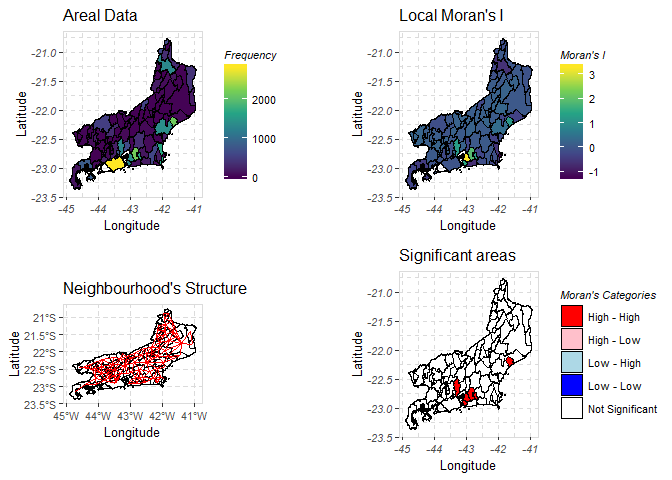 Areal Data
Latitude
-21.0
-21.5
-22.0
-22.5
-23.0
-23.5
-45
-44
-43
-42
-41
Longitude
Frequency
2000
1000
0
Local Moran's I
Latitude
-21.0
-21.5
-22.0
-22.5
-23.0
-23.5
-45
-44
-43
-42
-41
Longitude
Moran's I
3
2
1
0
-1
Neighbourhood's Structure
Latitude
21°S
21.5°S
22°S
22.5°S
23°S
23.5°S
45°W
44°W
43°W
42°W
41°W
Longitude
Significant areas
Latitude
-21.0
-21.5
-22.0
-22.5
-23.0
-23.5
-45
-44
-43
-42
-41
Longitude
Moran's Categories
High - High
High - Low
Low - High
Low - Low
Not Significant